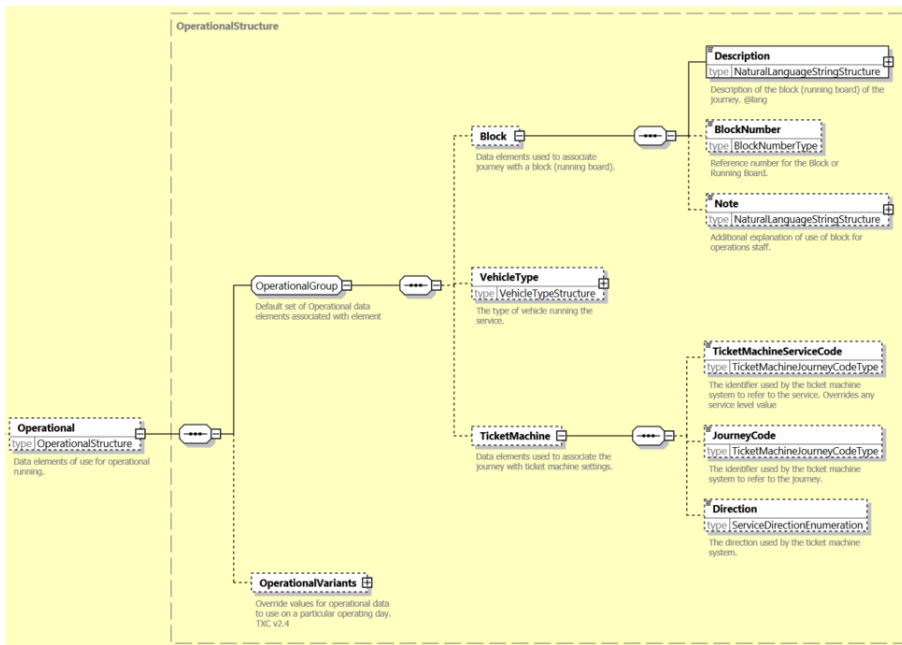 OperationalStructure
Description
type NaturalLanguageStringStructure
Description of the block (running board) of the
journey. @lang
BlockNumber
type BlockNumberType
Reference number for the Block or
Running Board.
Note
type NaturalLanguageStringStructure
Additional explanation of use of block for
operations staff.
Block
Data elements used to associate
journey with a block (running board).
VehicleType
type VehicleTypeStructure
The type of vehicle running the
service.
OperationalGroup
Default set of Operational data
elements associated with element
TicketMachineServiceCode
type TicketMachineJourneyCodeType
The identifier used by the ticket machine
system to refer to the service. Overrides any
service level value
TicketMachine
Data elements used to associate the
journey with ticket machine settings.
JourneyCode
type TicketMachineJourneyCodeType
The identifier used by the ticket machine
system to refer to the journey.
Direction
type ServiceDirectionEnumeration
The direction used by the ticket machine
system.
Operational
type OperationalStructure
Data elements of use for operational
running.
OperationalVariants
Override values for operational data
to use on a particular operating day.
TXC v2.4